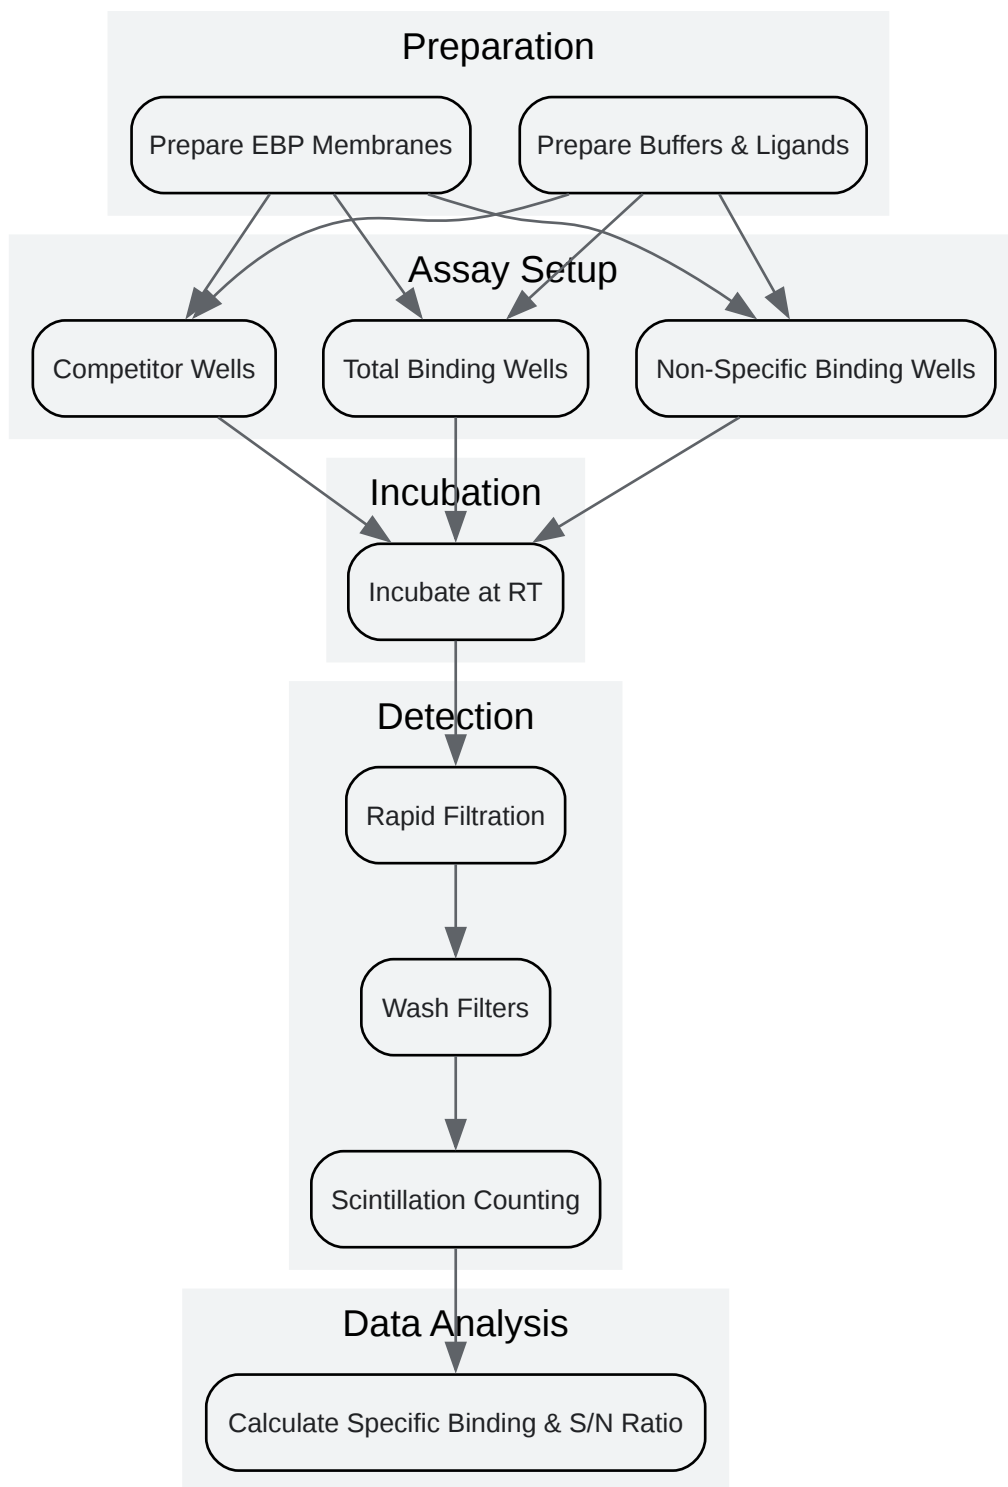 Preparation
Prepare EBP Membranes
Prepare Buffers & Ligands
Assay Setup
Competitor Wells
Total Binding Wells
Non-Specific Binding Wells
Incubation
Incubate at RT
Detection
Rapid Filtration
Wash Filters
Scintillation Counting
Data Analysis
Calculate Specific Binding & S/N Ratio